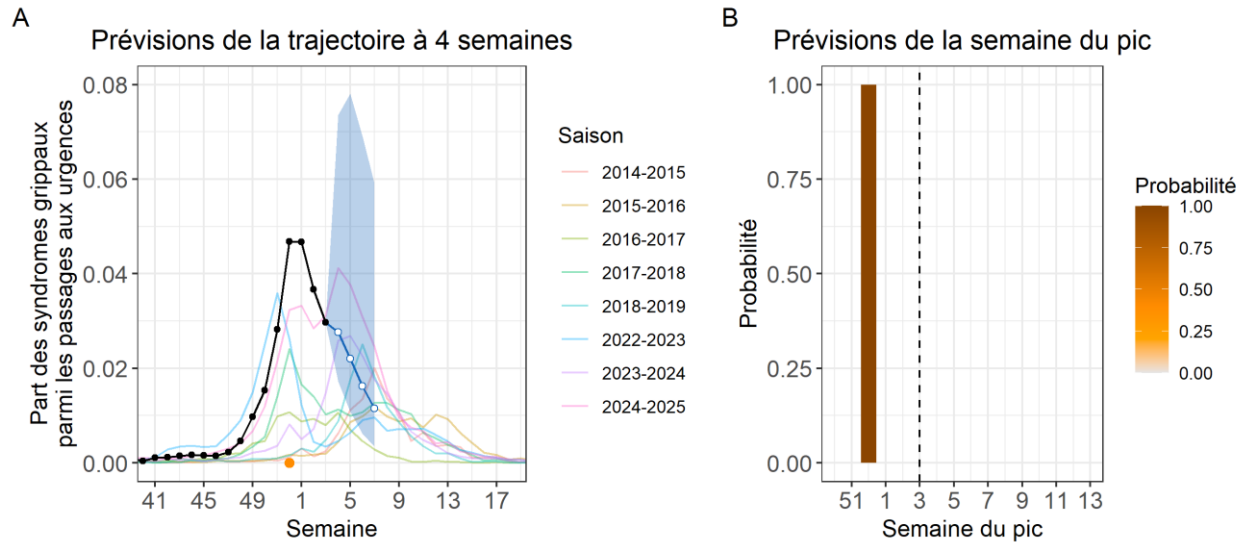 A
Prévisions de la trajectoire à 4 semaines
Part des syndromes grippaux
parmi les passages aux urgences
0.08
0.06
0.04
0.02
0.00
41 45 49 1 5 9 13 17
Semaine
Saison
2014-2015
2015-2016
2016-2017
2017-2018
2018-2019
2022-2023
2023-2024
2024-2025
B
Prévisions de la semaine du pic
Probabilité
1.00
0.75
0.50
0.25
0.00
51 1 3 5 7 9 11 13
Semaine du pic
Probabilité
1.00
0.75
0.50
0.25
0.00